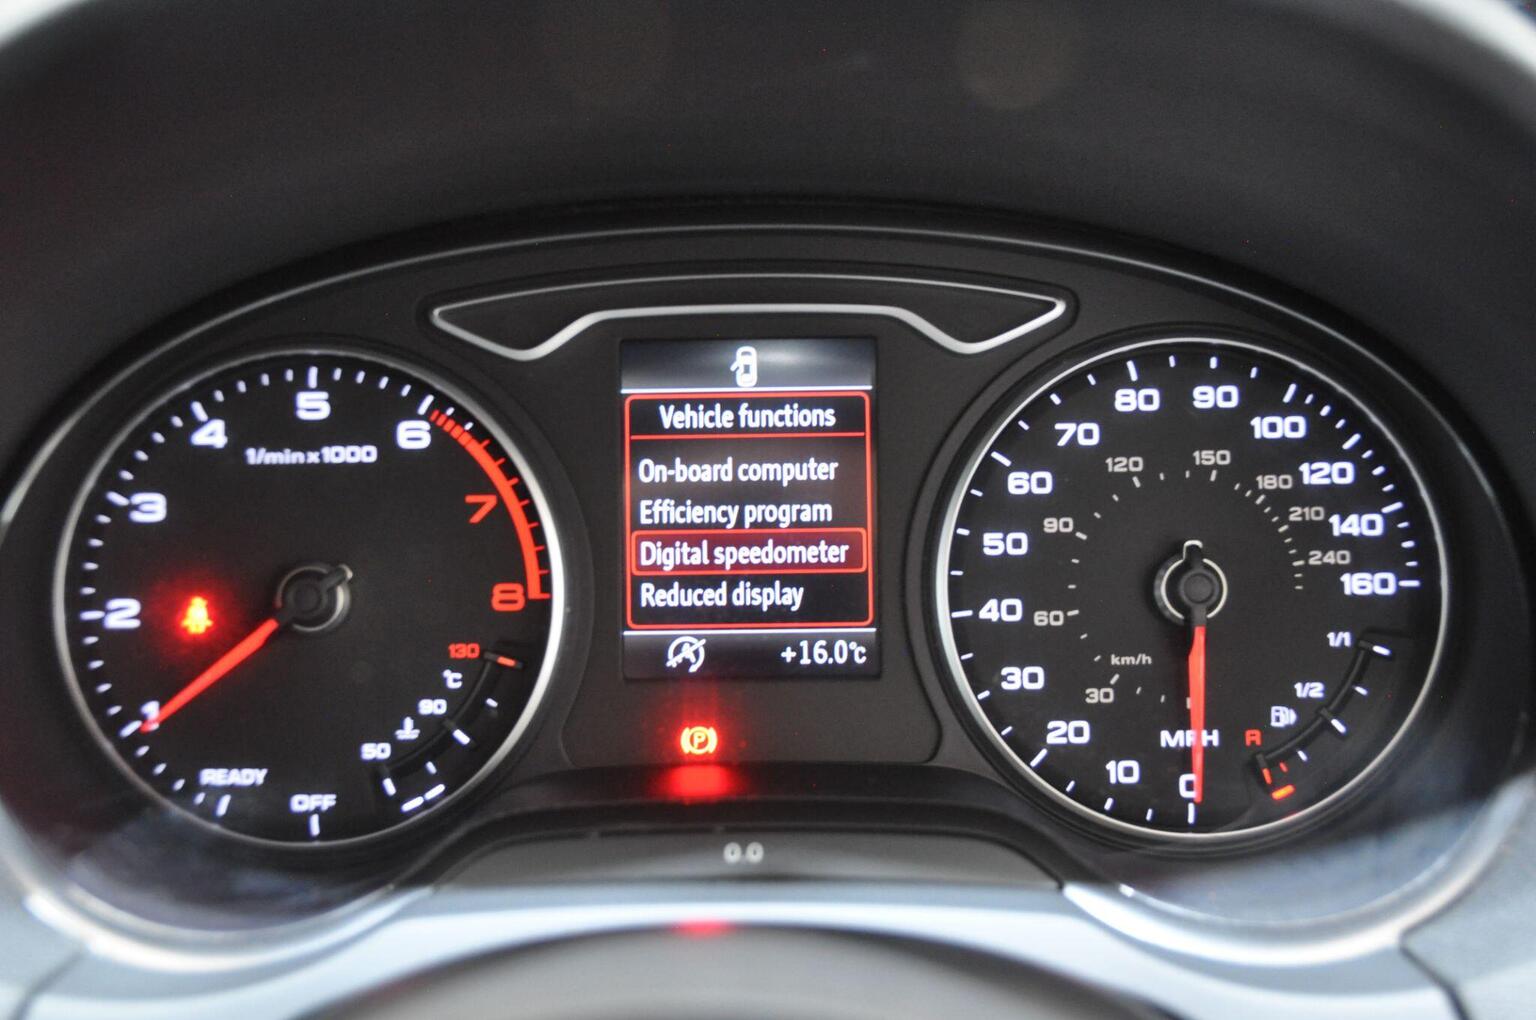 Vehicle functions
On-board computer
Efficiency program
Digital speedometer
Reduced display
+16.0°C
P
0.0
1/min x 1000
1
2
3
4
5
6
7
8
READY
OFF
130
°C
90
50
MPH
0
10
20
30
40
50
60
70
80
90
100
120
140
160
km/h
30
60
90
120
150
180
210
240
1/1
1/2
R